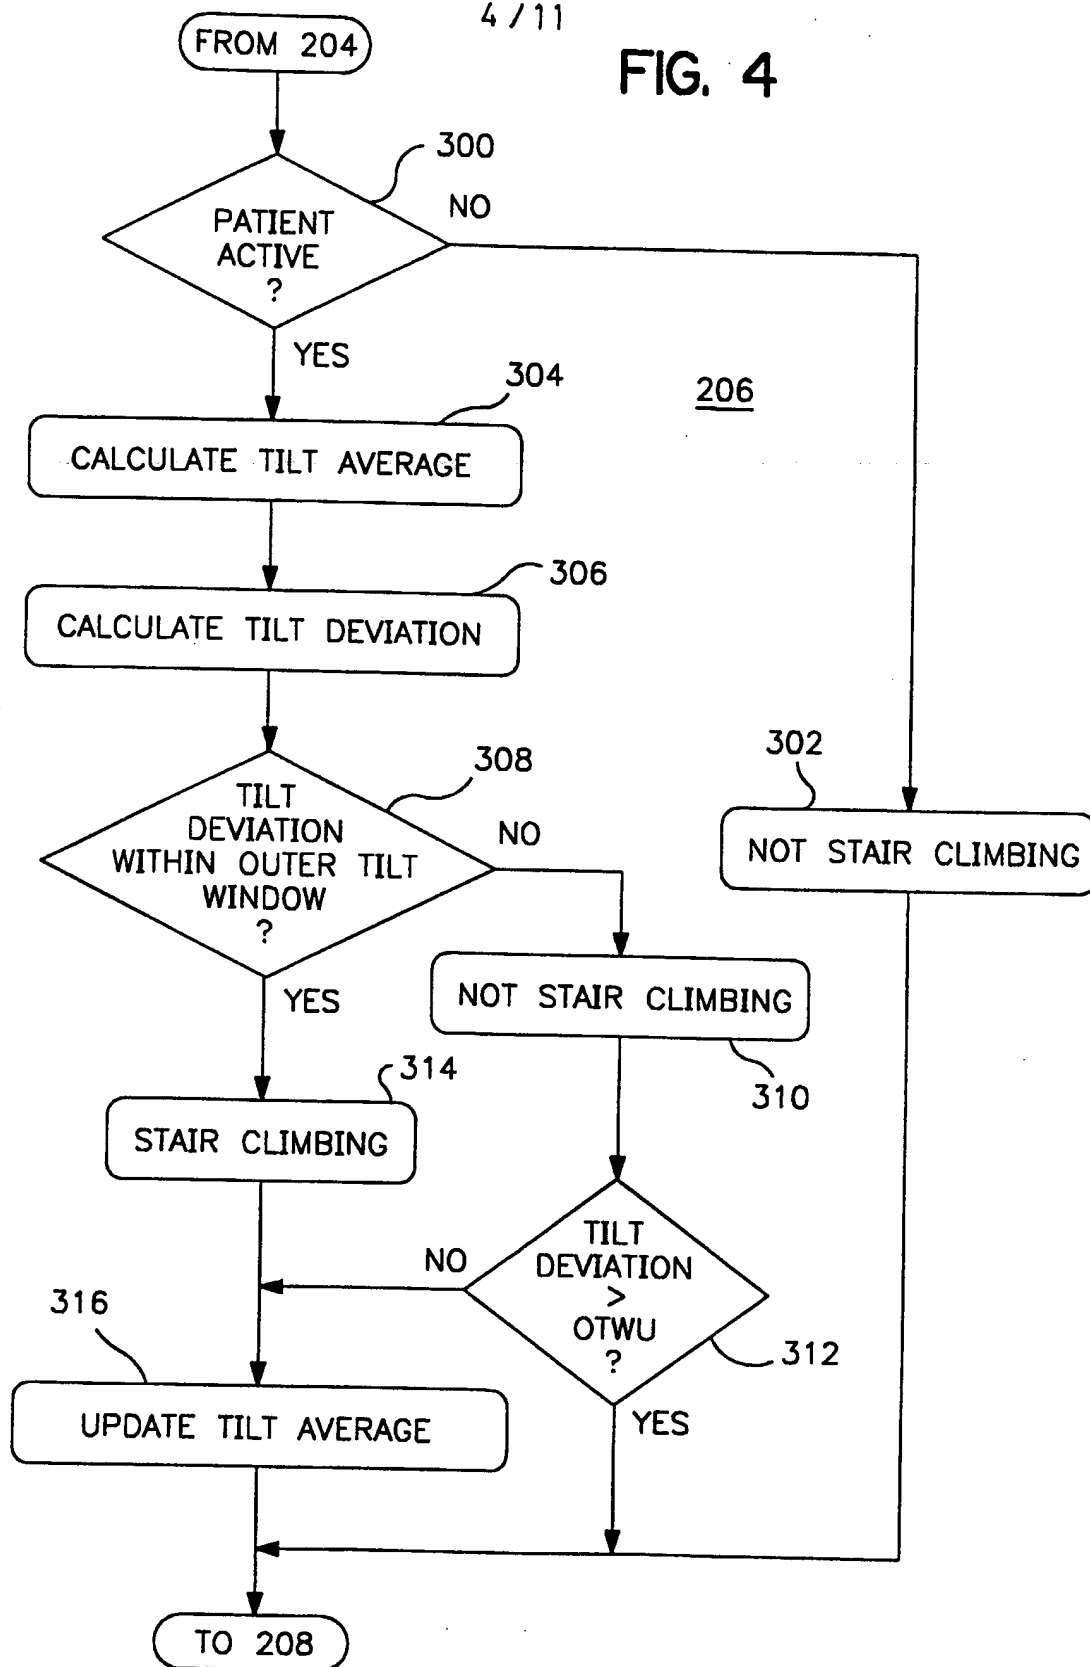 4/11
FROM 204
FIG. 4
300
NO
PATIENT
ACTIVE
?
YES
304
206
CALCULATE TILT AVERAGE
306
CALCULATE TILT DEVIATION
302
308
TILT
DEVIATION
WITHIN OUTER TILT
WINDOW
?
NO
NOT STAIR CLIMBING
YES
NOT STAIR CLIMBING
314
310
STAIR CLIMBING
TILT
DEVIATION
>
OTWU
?
NO
316
312
YES
UPDATE TILT AVERAGE
TO 208